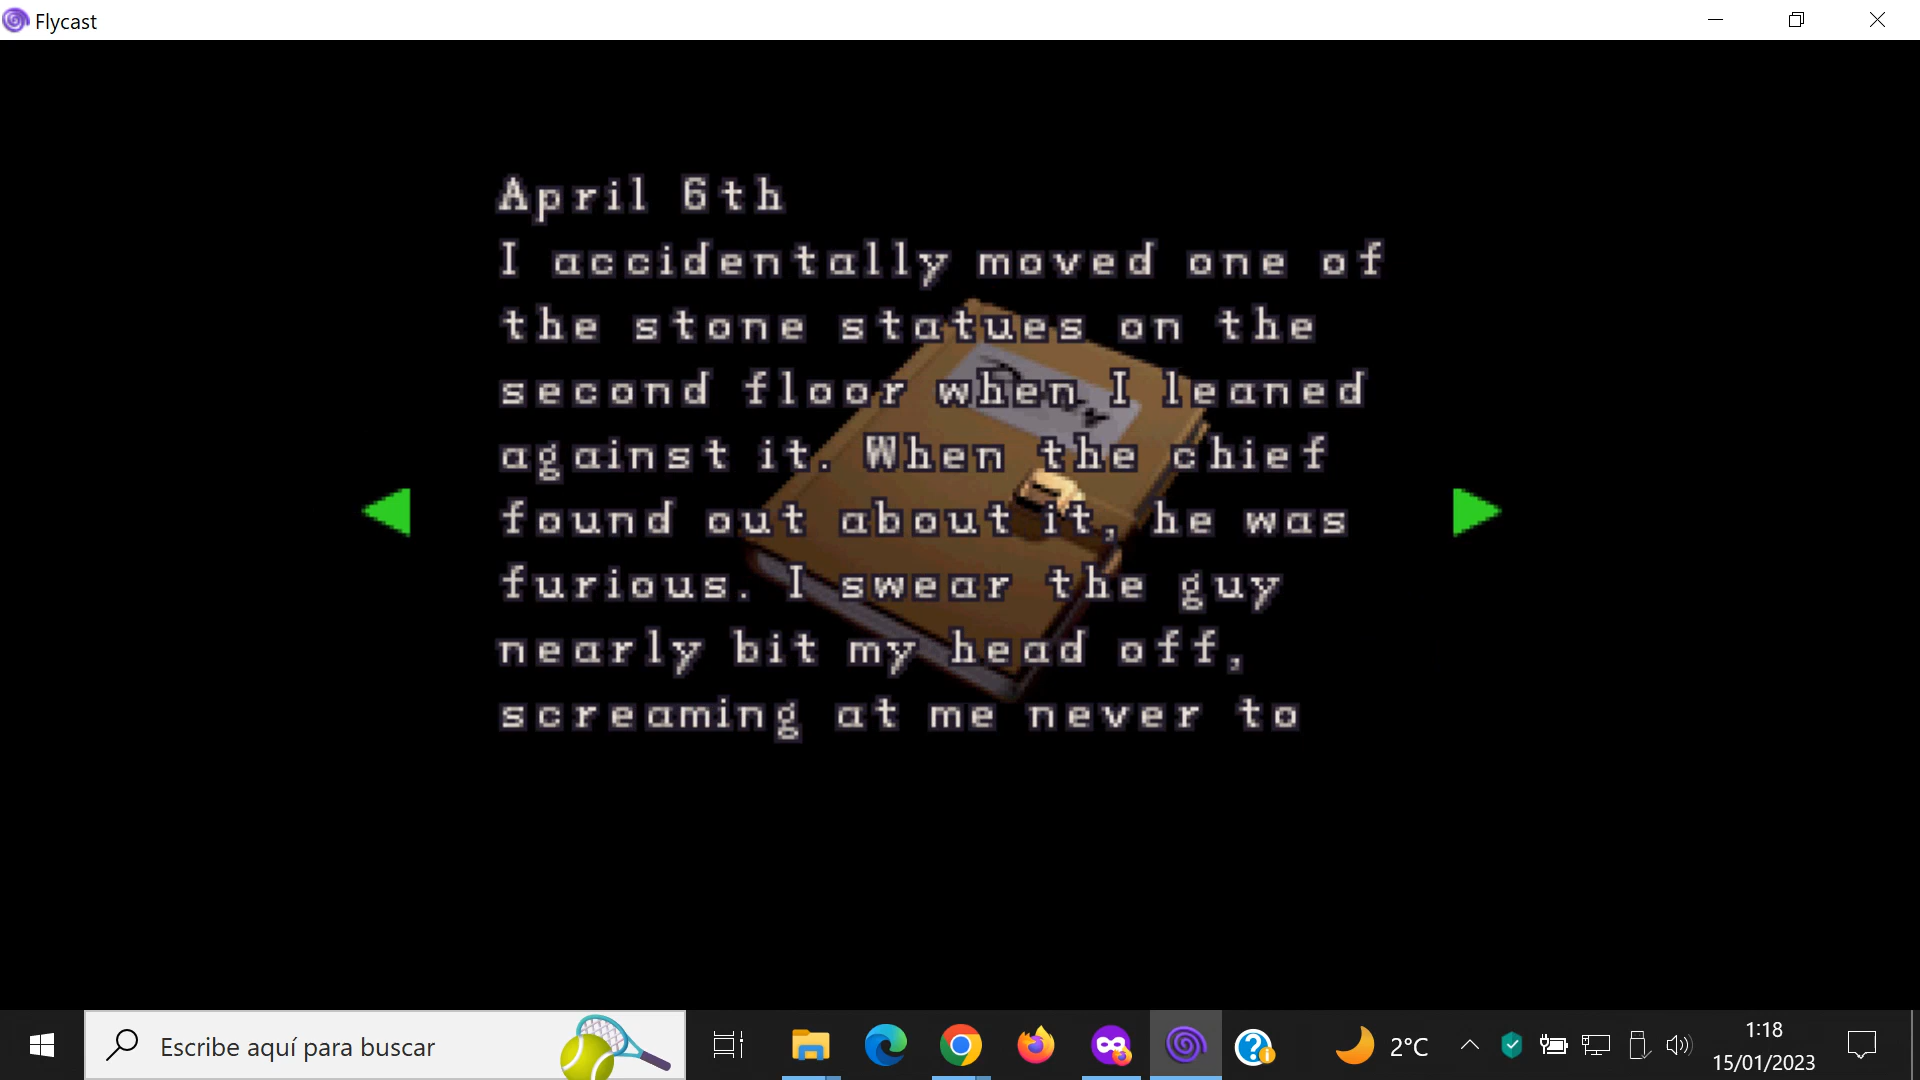 Flycast
April 6th
I accidentally moved one of
the stone statues on the
second floor when I leaned
against it. When the chief
found out about it, he was
furious. I swear the guy
nearly bit my head off,
screaming at me never to
Escribe aquí para buscar
2°C
1:18
15/01/2023